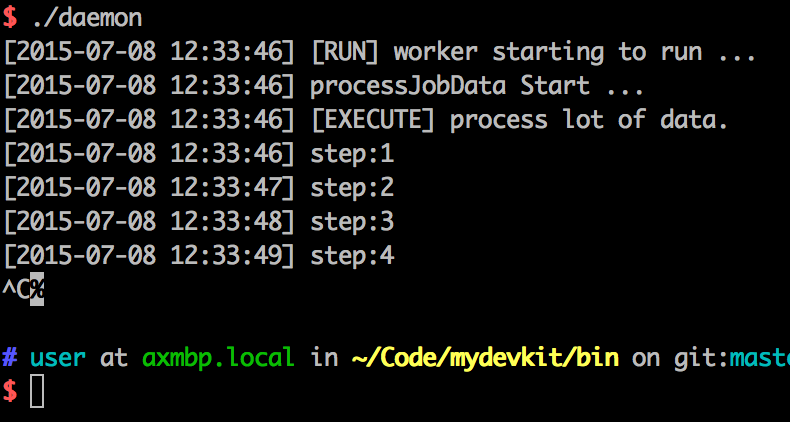 $ ./daemon
[2015-07-08 12:33:46] [RUN] worker starting to run ...
[2015-07-08 12:33:46] processJobData Start ...
[2015-07-08 12:33:46] [EXECUTE] process lot of data.
[2015-07-08 12:33:46] step:1
[2015-07-08 12:33:47] step:2
[2015-07-08 12:33:48] step:3
[2015-07-08 12:33:49] step:4
^C%
# user at axmbp.local in ~/Code/mydevkit/bin on git:mast
$